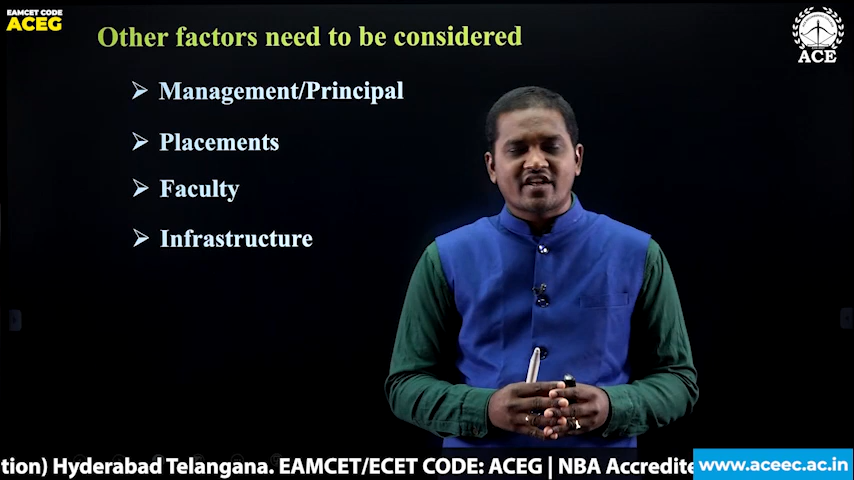 EAMCET CODE
ACEG
Other factors need to be considered
ACE
➢ Management/Principal
➢ Placements
➢ Faculty
➢ Infrastructure
tion) Hyderabad Telangana. EAMCET/ECET CODE: ACEG | NBA Accredite
www.aceec.ac.in